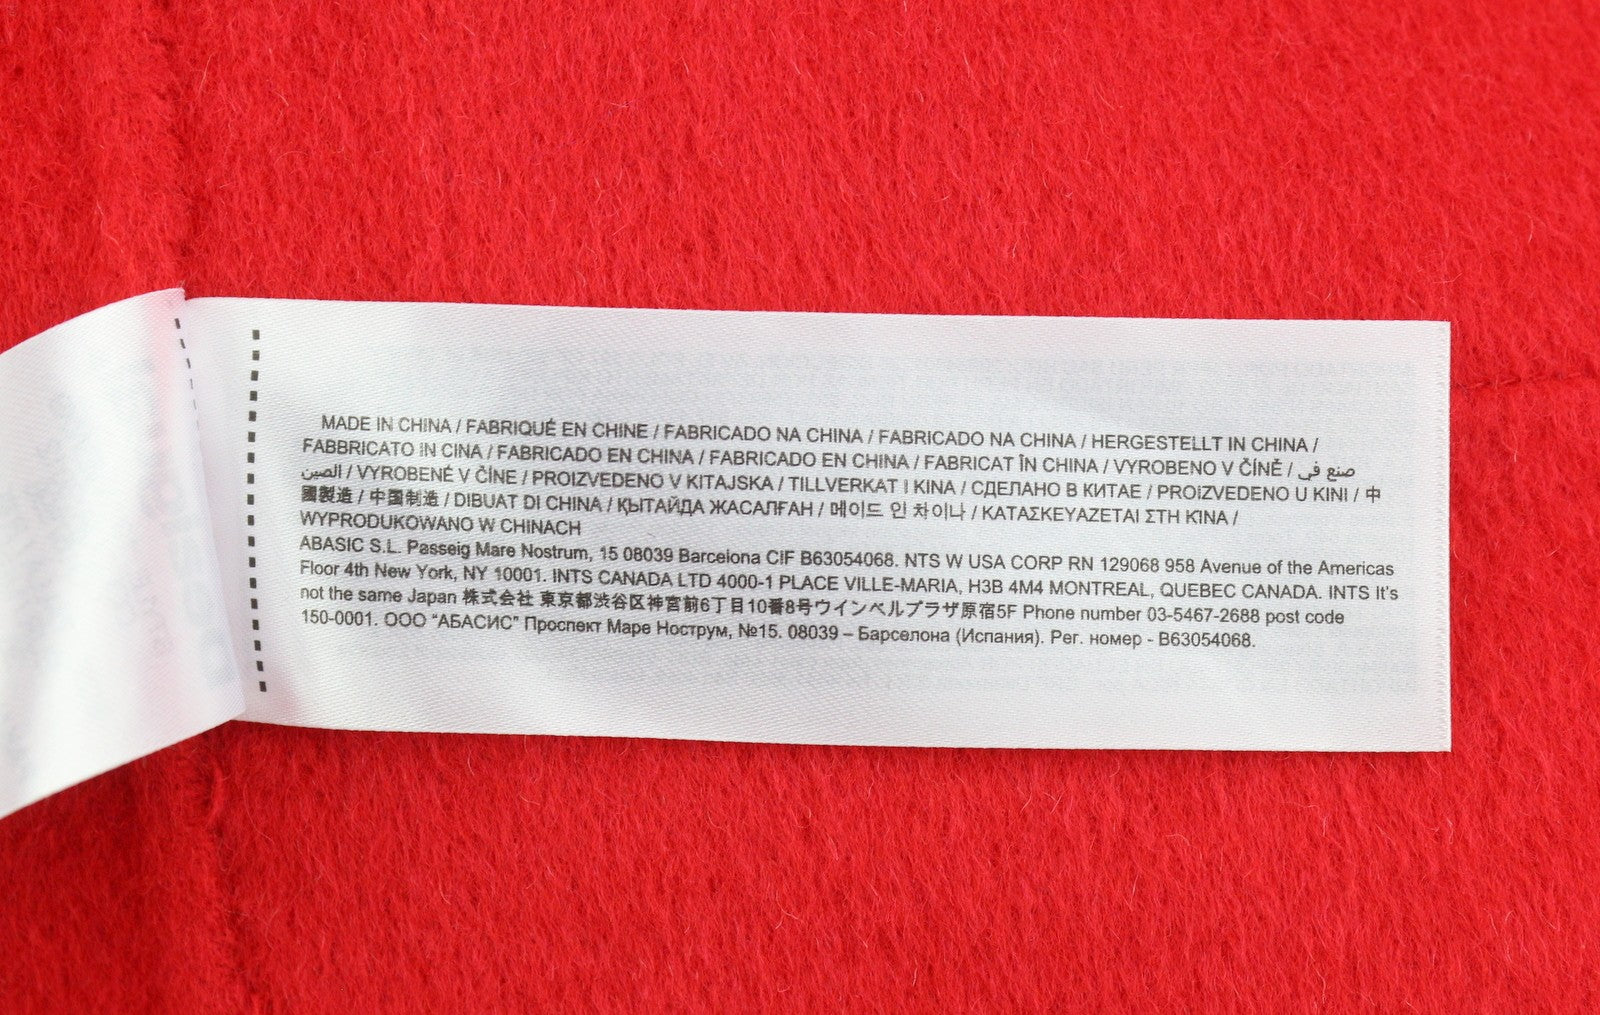 MADE IN CHINA / FABRIQUÉ EN CHINE / FABRICADO NA CHINA / FABRICADO NA CHINA / HERGESTELLT IN CHINA /
FABBRICATO IN CINA / FABRICADO EN CHINA / FABRICADO EN CHINA / FABRICAT ÎN CHINA / VYROBENO V ČÍNĚ / صنع في
الصين / VYROBENÉ V ČÍNE / PROIZVEDENO V KITAJSKA / TILLVERKAT I KINA / СДЕЛАНО В КИТАЕ / PROIZVEDENO U KINI / 中
國製造 / 中国制造 / DIBUAT DI CHINA / ҚЫТАЙДА ЖАСАЛҒАН / 메이드 인 차이나 / ΚΑΤΑΣΚΕΥΑΖΕΤΑΙ ΣΤΗ ΚΊΝΑ /
WYPRODUKOWANO W CHINACH
ABASIC S.L. Passeig Mare Nostrum, 15 08039 Barcelona CIF B63054068. NTS W USA CORP RN 129068 958 Avenue of the Americas
Floor 4th New York, NY 10001. INTS CANADA LTD 4000-1 PLACE VILLE-MARIA, H3B 4M4 MONTREAL, QUEBEC CANADA. INTS It's
not the same Japan 株式会社 東京都渋谷区神宮前6丁目10番8号ウインベルプラザ原宿5F Phone number 03-5467-2688 post code
150-0001. ООО "АБАСИС" Проспект Маре Нострум, №15. 08039 – Барселона (Испания). Рег. номер - B63054068.